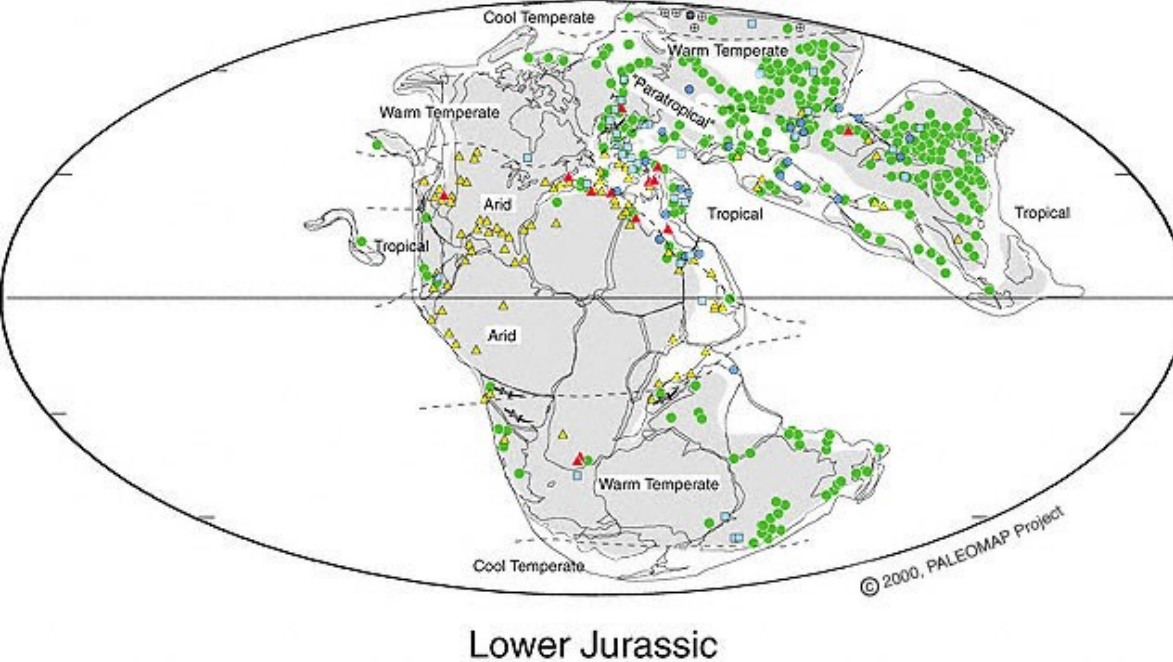 Cool Temperate
Warm Temperate
"Paratropical"
Warm Temperate
Arid
Tropical
Tropical
Tropical
Arid
Warm Temperate
Cool Temperate
© 2000, PALEOMAP Project
Lower Jurassic